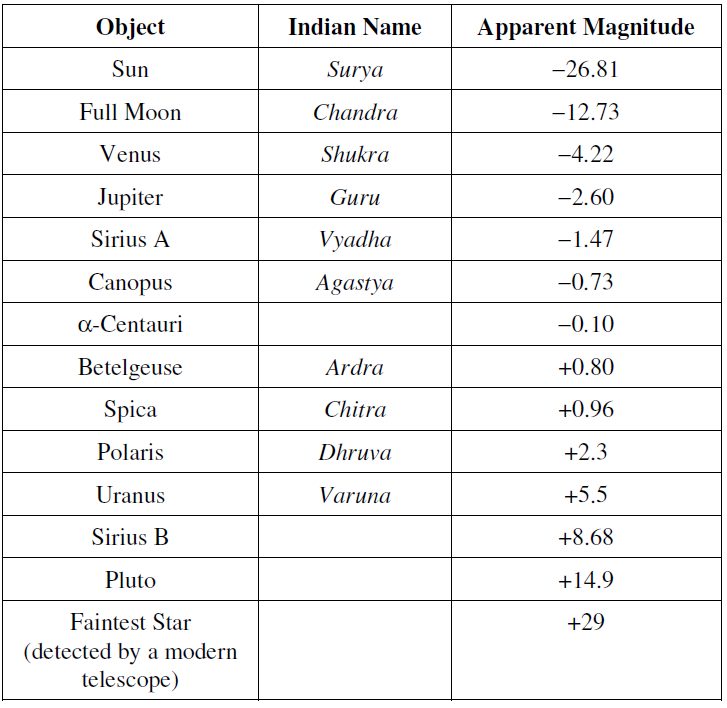 Object Indian Name Apparent Magnitude
Sun Surya −26.81
Full Moon Chandra −12.73
Venus Shukra −4.22
Jupiter Guru −2.60
Sirius A Vyadha −1.47
Canopus Agastya −0.73
α-Centauri −0.10
Betelgeuse Ardra +0.80
Spica Chitra +0.96
Polaris Dhruva +2.3
Uranus Varuna +5.5
Sirius B +8.68
Pluto +14.9
Faintest Star +29
(detected by a modern
telescope)